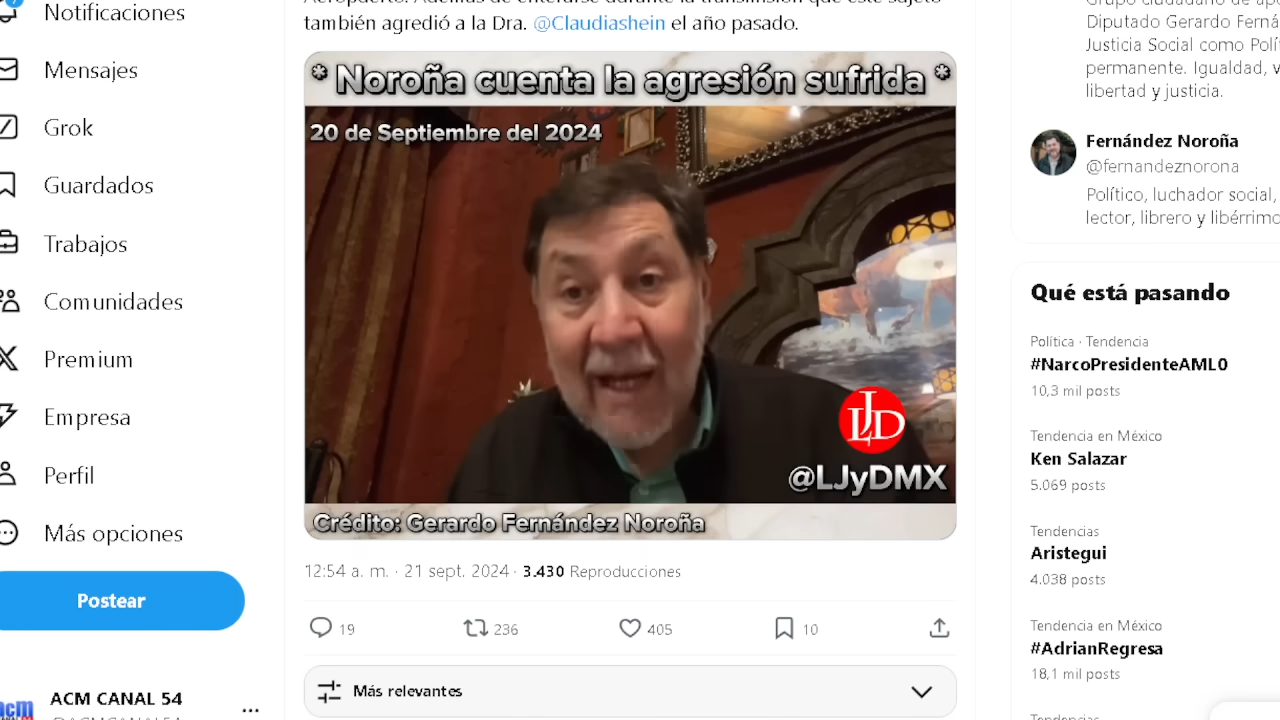 Notificaciones
Mensajes
Grok
Guardados
Trabajos
Comunidades
Premium
Empresa
Perfil
Más opciones
Postear
ACM CANAL 54
también agredió a la Dra. @Claudiashein el año pasado.
* Noroña cuenta la agresión sufrida *
20 de Septiembre del 2024
LJD
@LJyDMX
Crédito: Gerardo Fernández Noroña
12:54 a. m. · 21 sept. 2024 · 3.430 Reproducciones
19 236 405 10
Más relevantes
Diputado Gerardo Ferná
Justicia Social como Polí
permanente. Igualdad, v
libertad y justicia.
Fernández Noroña
@fernandeznorona
Político, luchador social,
lector, librero y libérrimo
Qué está pasando
Política · Tendencia
#NarcoPresidenteAML0
10,3 mil posts
Tendencia en México
Ken Salazar
5.069 posts
Tendencias
Aristegui
4.038 posts
Tendencia en México
#AdrianRegresa
18,1 mil posts